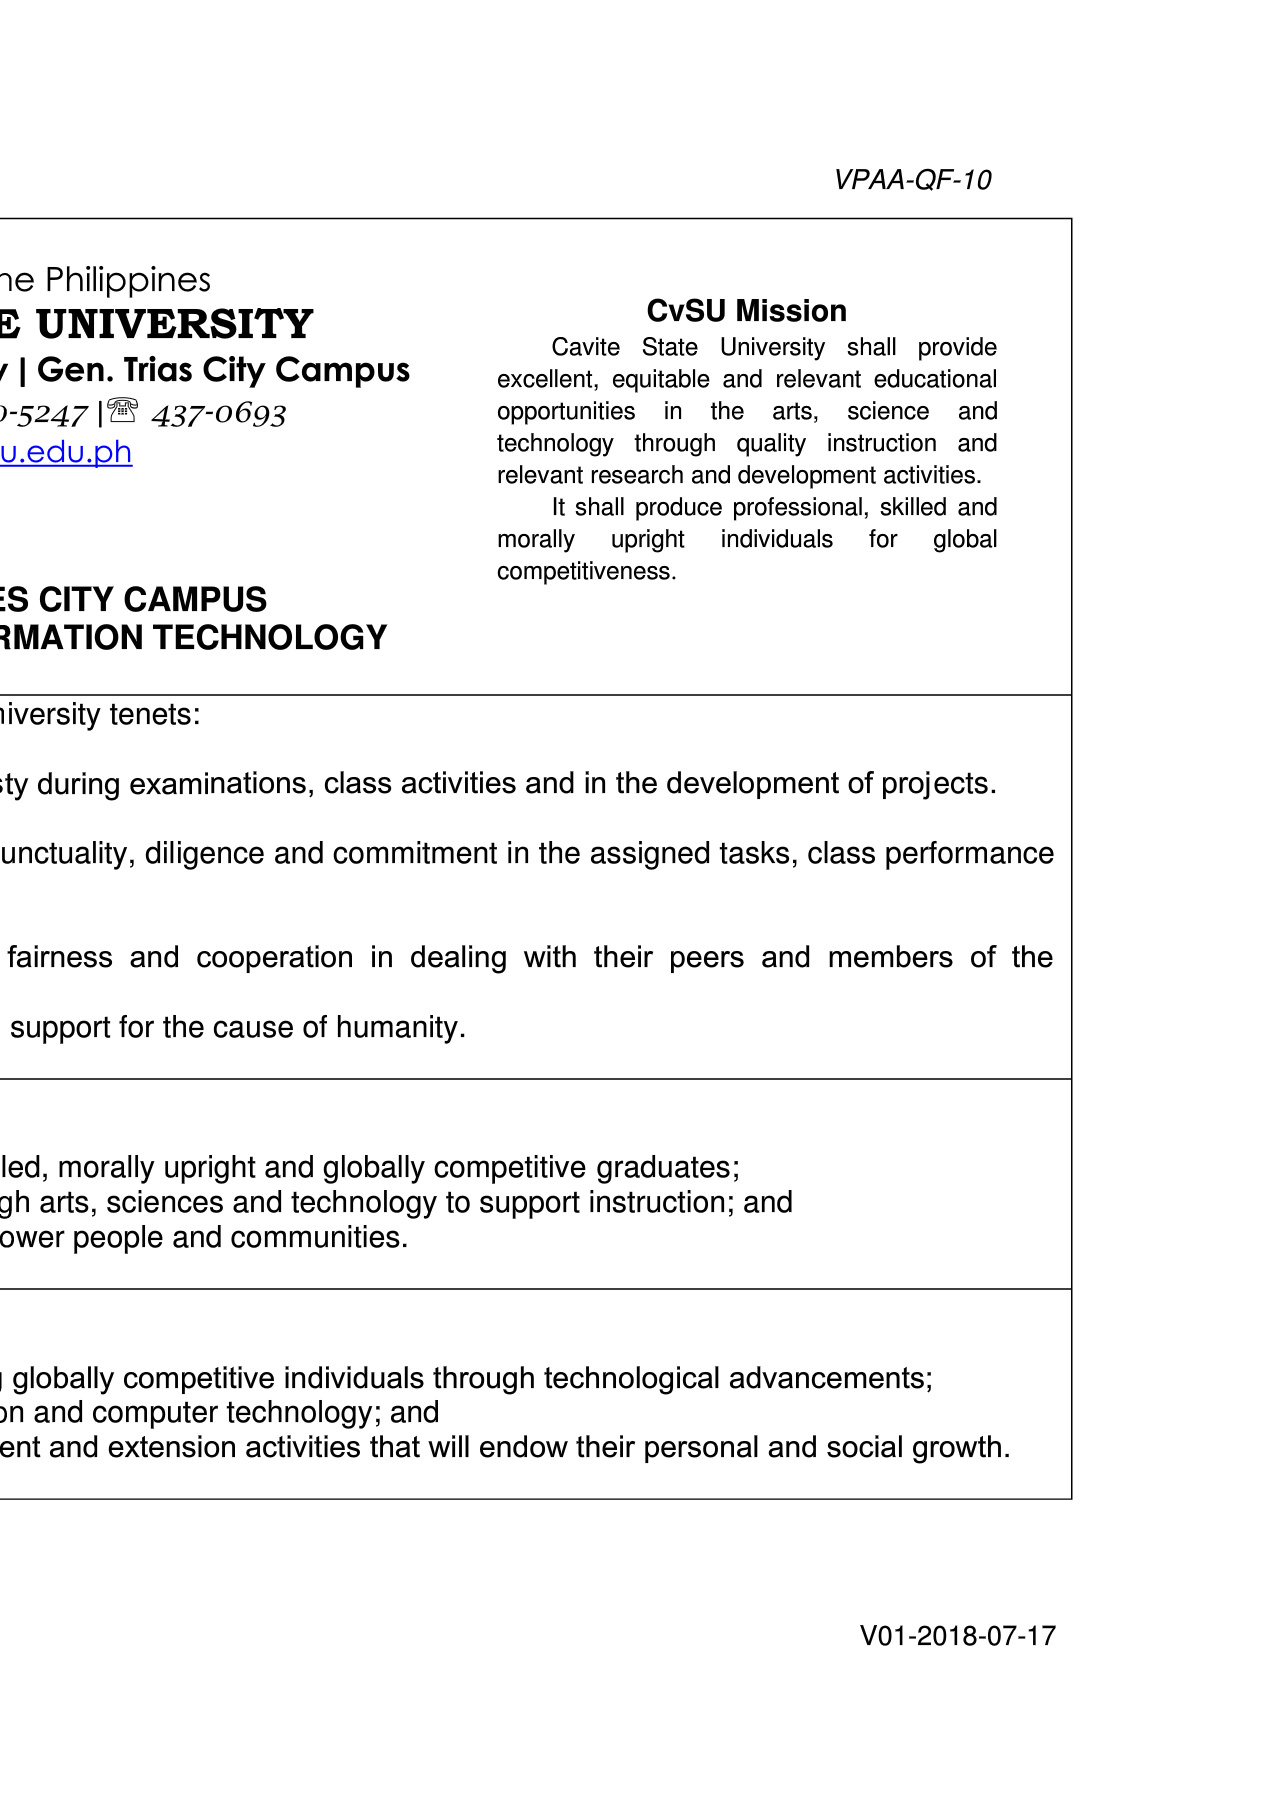 VPAA-QF-10
he Philippines
E UNIVERSITY
y | Gen. Trias City Campus
0-5247 |☏ 437-0693
u.edu.ph
ES CITY CAMPUS
RMATION TECHNOLOGY
CvSU Mission
Cavite State University shall provide
excellent, equitable and relevant educational
opportunities in the arts, science and
technology through quality instruction and
relevant research and development activities.
It shall produce professional, skilled and
morally upright individuals for global
competitiveness.
niversity tenets:
sty during examinations, class activities and in the development of projects.
unctuality, diligence and commitment in the assigned tasks, class performance
fairness and cooperation in dealing with their peers and members of the
support for the cause of humanity.
led, morally upright and globally competitive graduates;
gh arts, sciences and technology to support instruction; and
ower people and communities.
g globally competitive individuals through technological advancements;
on and computer technology; and
ent and extension activities that will endow their personal and social growth.
V01-2018-07-17